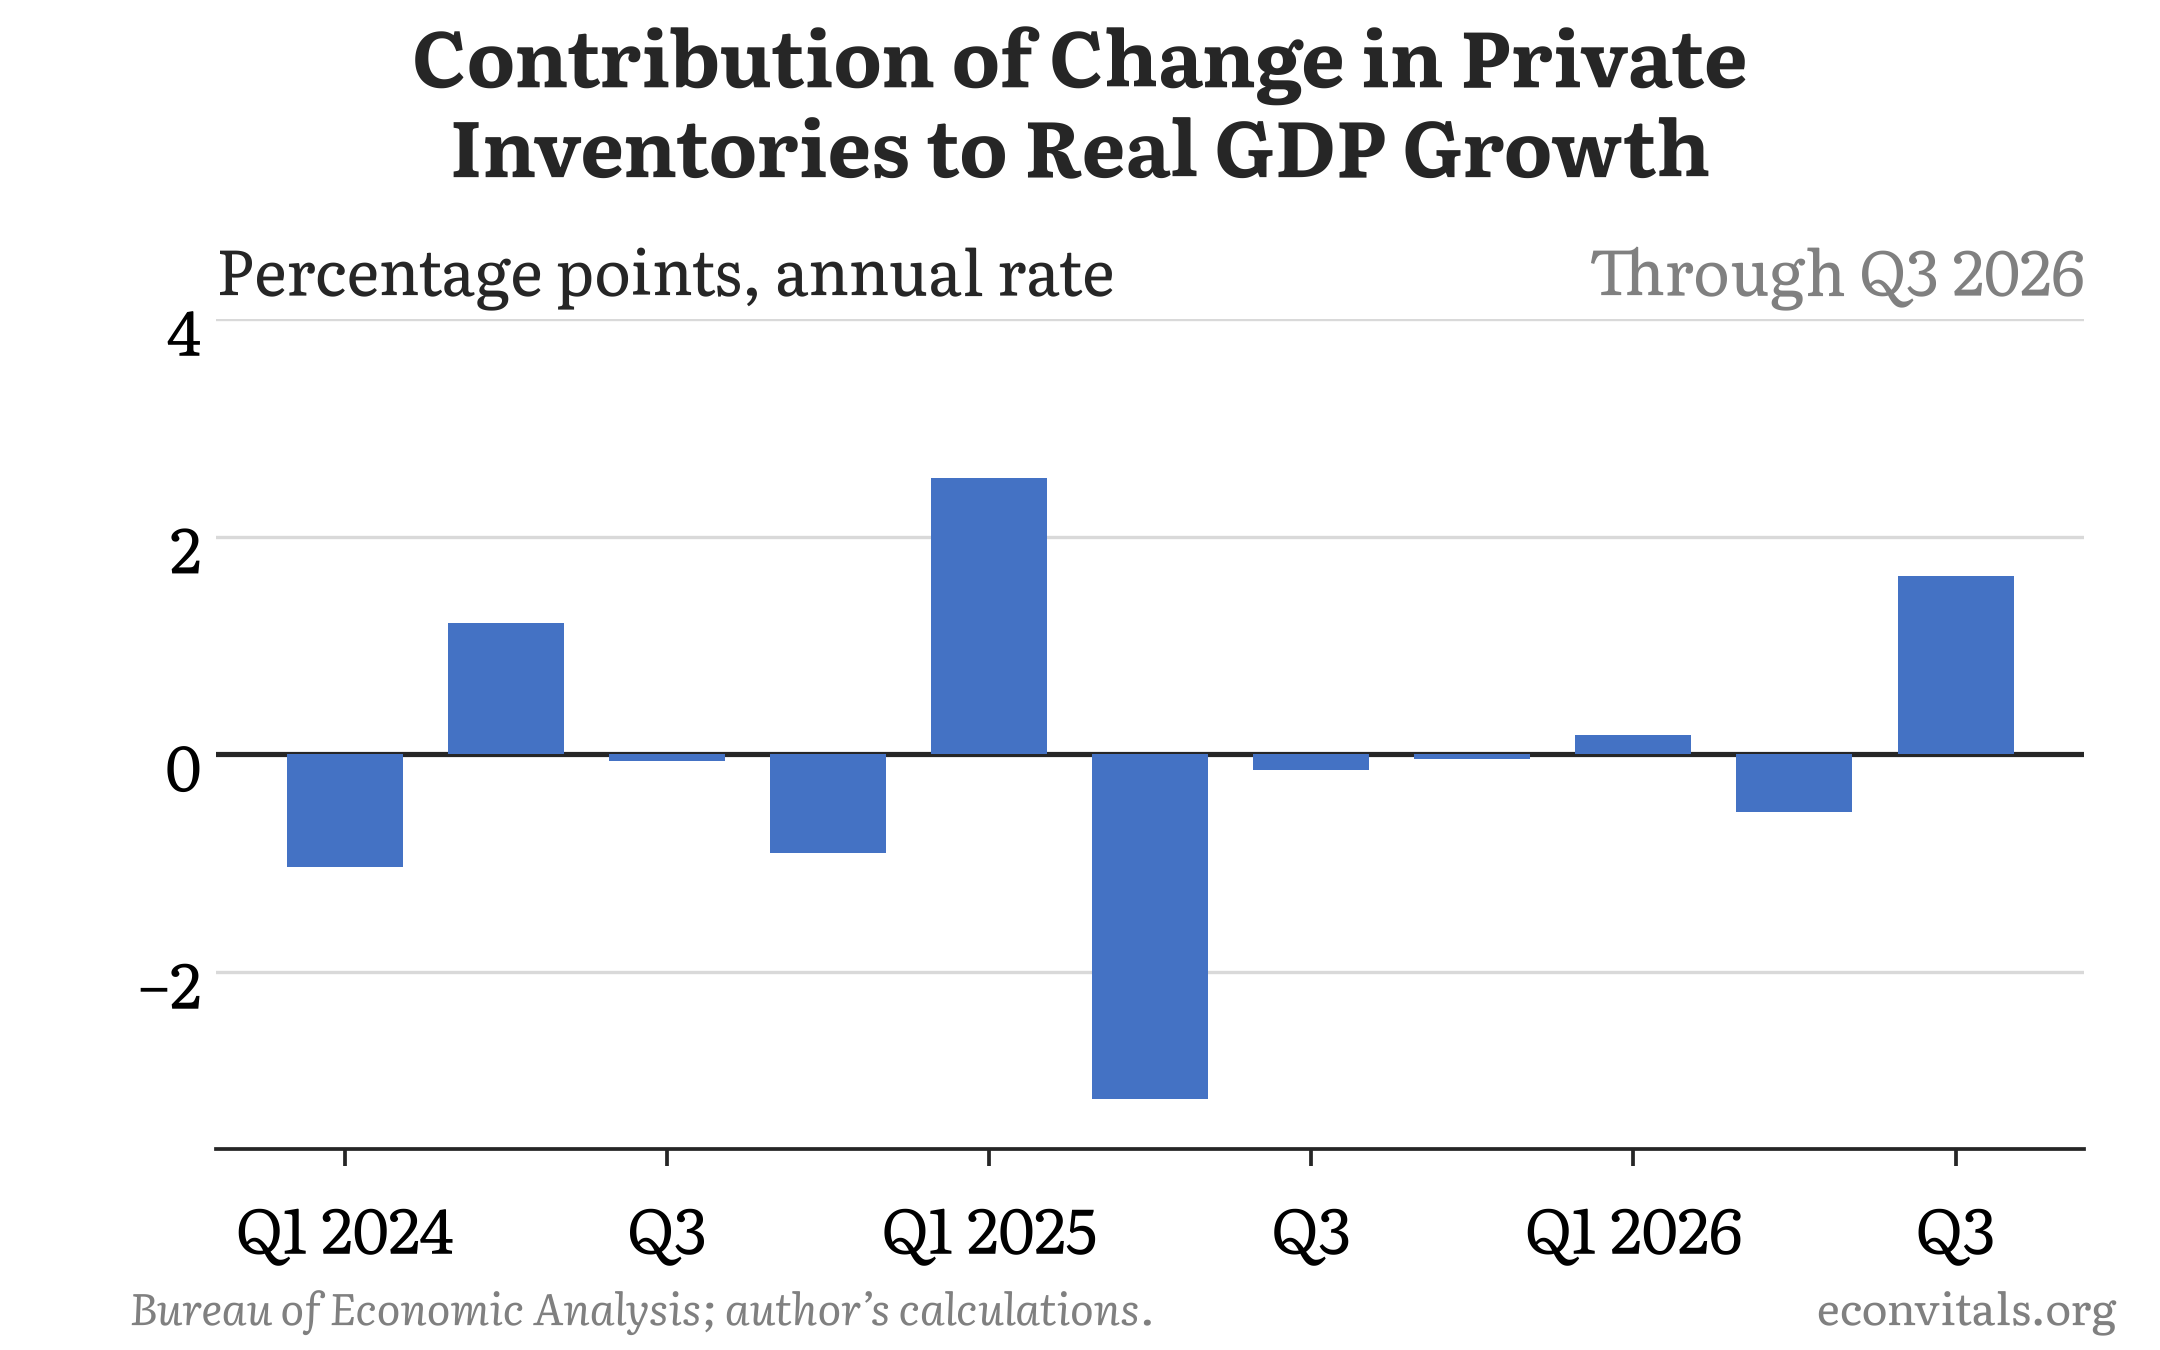 Contribution of Change in Private
Inventories to Real GDP Growth
Percentage points, annual rate
Through Q3 2026
4
2
0
−2
Q1 2024
Q3
Q1 2025
Q3
Q1 2026
Q3
Bureau of Economic Analysis; author’s calculations.
econvitals.org